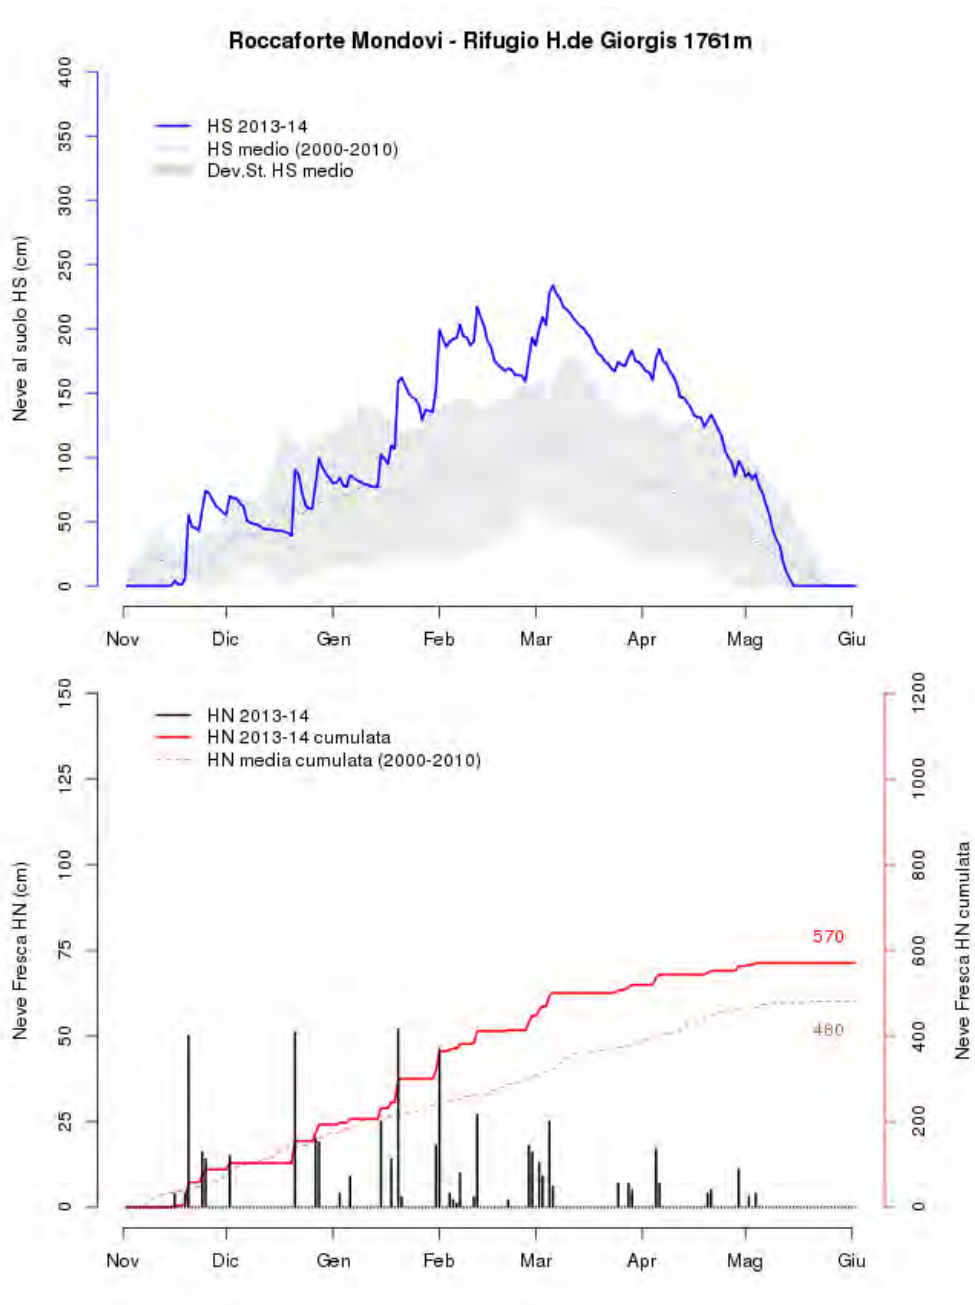 Roccaforte Mondovi - Rifugio H.de Giorgis 1761m
Neve al suolo HS (cm)
400
350
300
250
200
150
100
50
0
HS 2013-14
HS medio (2000-2010)
Dev.St. HS medio
Nov Dic Gen Feb Mar Apr Mag Giu
Neve Fresca HN (cm)
150
125
100
75
50
25
0
HN 2013-14
HN 2013-14 cumulata
HN media cumulata (2000-2010)
570
480
1200
1000
800
600
400
200
0
Neve Fresca HN cumulata
Nov Dic Gen Feb Mar Apr Mag Giu